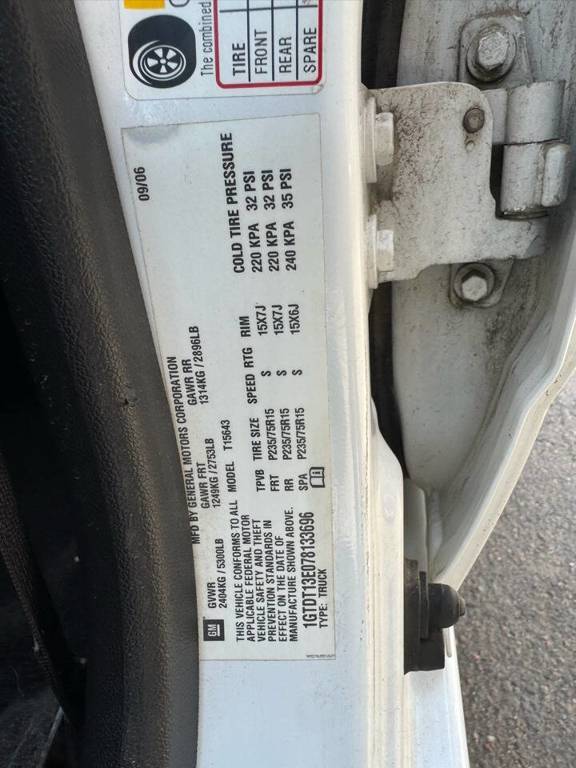 The combined
TIRE
FRONT
REAR
SPARE
MFD BY GENERAL MOTORS CORPORATION
09/06
GM
GVWR
GAWR FRT
GAWR RR
2404KG / 5300LB
1249KG / 2753LB
1314KG / 2896LB
THIS VEHICLE CONFORMS TO ALL
APPLICABLE FEDERAL MOTOR
VEHICLE SAFETY AND THEFT
PREVENTION STANDARDS IN
EFFECT ON THE DATE OF
MANUFACTURE SHOWN ABOVE.
1GTDT13E078133696
TYPE: TRUCK
MODEL T15643
TPVB TIRE SIZE SPEED RTG RIM COLD TIRE PRESSURE
FRT P235/75R15 S 15X7J 220 KPA 32 PSI
RR P235/75R15 S 15X7J 220 KPA 32 PSI
SPA P235/75R15 S 15X6J 240 KPA 35 PSI